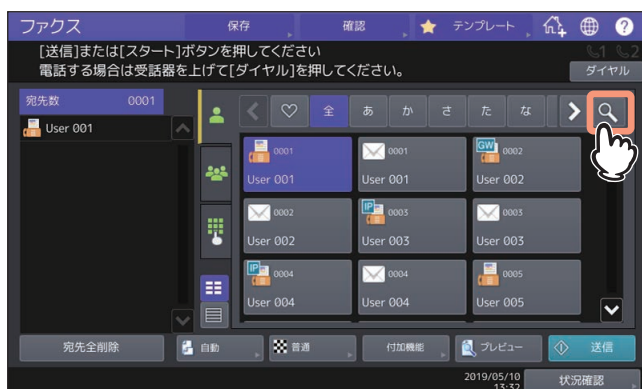 ファクス
保存
確認
テンプレート
?
[送信]または[スタート]ボタンを押してください
電話する場合は受話器を上げて[ダイヤル]を押してください。
1
2
ダイヤル
宛先数 0001
User 001
全
あ
か
さ
た
な
0001
User 001
0001
User 001
GW 0002
User 002
0002
User 002
IP 0003
User 003
0003
User 003
IP 0004
User 004
0004
User 004
0005
User 005
宛先全削除
自動
普通
付加機能
プレビュー
送信
2019/05/10
13:32
状況確認